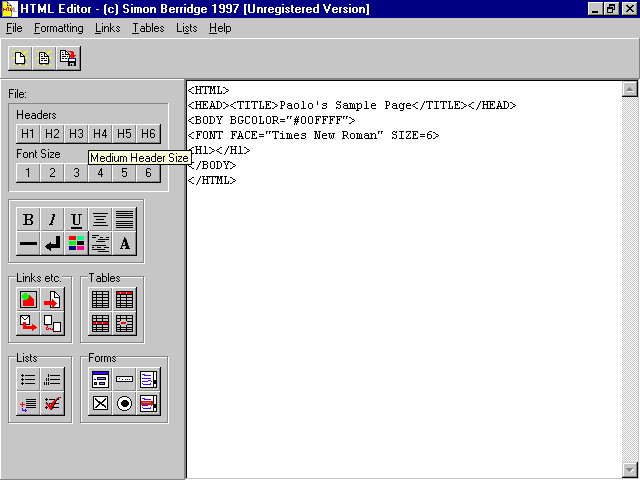 HTML Editor - (c) Simon Berridge 1997 [Unregistered Version]
File Formatting Links Tables Lists Help
File:
Headers
H1 H2 H3 H4 H5 H6
Font Size
Medium Header Size
1 2 3 4 5 6
B I U
A
Links etc. Tables
Lists Forms
<HTML>
<HEAD><TITLE>Paolo's Sample Page</TITLE></HEAD>
<BODY BGCOLOR="#00FFFF">
<FONT FACE="Times New Roman" SIZE=6>
<H1></H1>
</BODY>
</HTML>